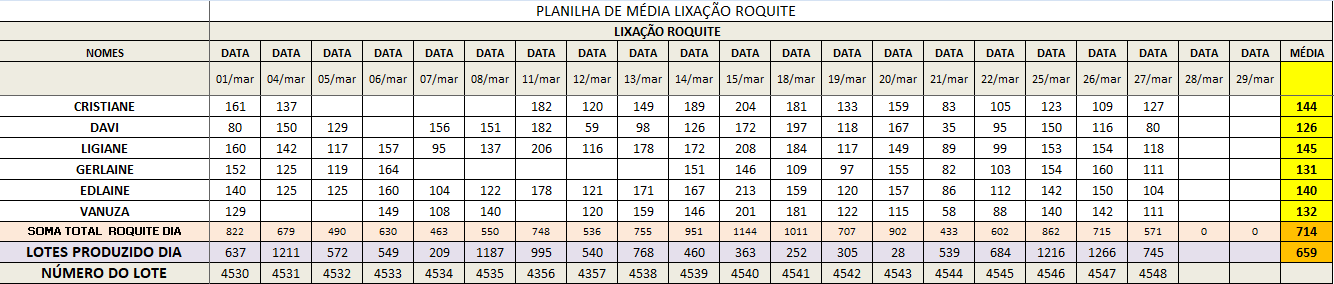 PLANILHA DE MÉDIA LIXAÇÃO ROQUITE
LIXAÇÃO ROQUITE
NOMES DATA DATA DATA DATA DATA DATA DATA DATA DATA DATA DATA DATA DATA DATA DATA DATA DATA DATA DATA DATA DATA MÉDIA
01/mar 04/mar 05/mar 06/mar 07/mar 08/mar 11/mar 12/mar 13/mar 14/mar 15/mar 18/mar 19/mar 20/mar 21/mar 22/mar 25/mar 26/mar 27/mar 28/mar 29/mar
CRISTIANE 161 137 182 120 149 189 204 181 133 159 83 105 123 109 127 144
DAVI 80 150 129 156 151 182 59 98 126 172 197 118 167 35 95 150 116 80 126
LIGIANE 160 142 117 157 95 137 206 116 178 172 208 184 117 149 89 99 153 154 118 145
GERLAINE 152 125 119 164 151 146 109 97 155 82 103 154 160 111 131
EDLAINE 140 125 125 160 104 122 178 121 171 167 213 159 120 157 86 112 142 150 104 140
VANUZA 129 149 108 140 120 159 146 201 181 122 115 58 88 140 142 111 132
SOMA TOTAL ROQUITE DIA 822 679 490 630 463 550 748 536 755 951 1144 1011 707 902 433 602 862 715 571 0 0 714
LOTES PRODUZIDO DIA 637 1211 572 549 209 1187 995 540 768 460 363 252 305 28 539 684 1216 1266 745 659
NÚMERO DO LOTE 4530 4531 4532 4533 4534 4535 4356 4357 4538 4539 4540 4541 4542 4543 4544 4545 4546 4547 4548